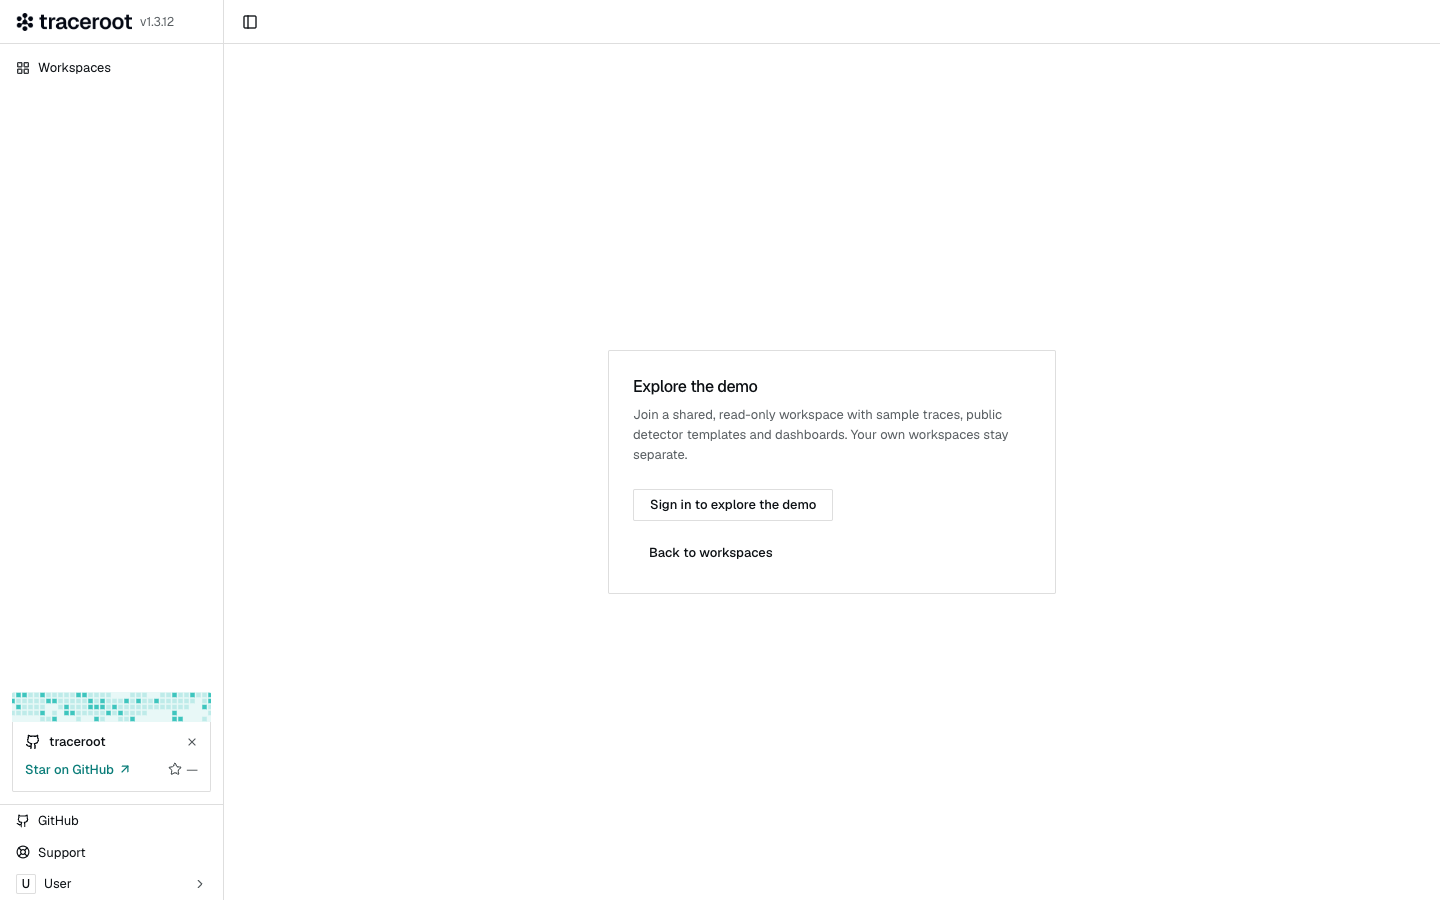 traceroot v1.3.12
Workspaces
Explore the demo
Join a shared, read-only workspace with sample traces, public
detector templates and dashboards. Your own workspaces stay
separate.
Sign in to explore the demo
Back to workspaces
traceroot
Star on GitHub
GitHub
Support
U User